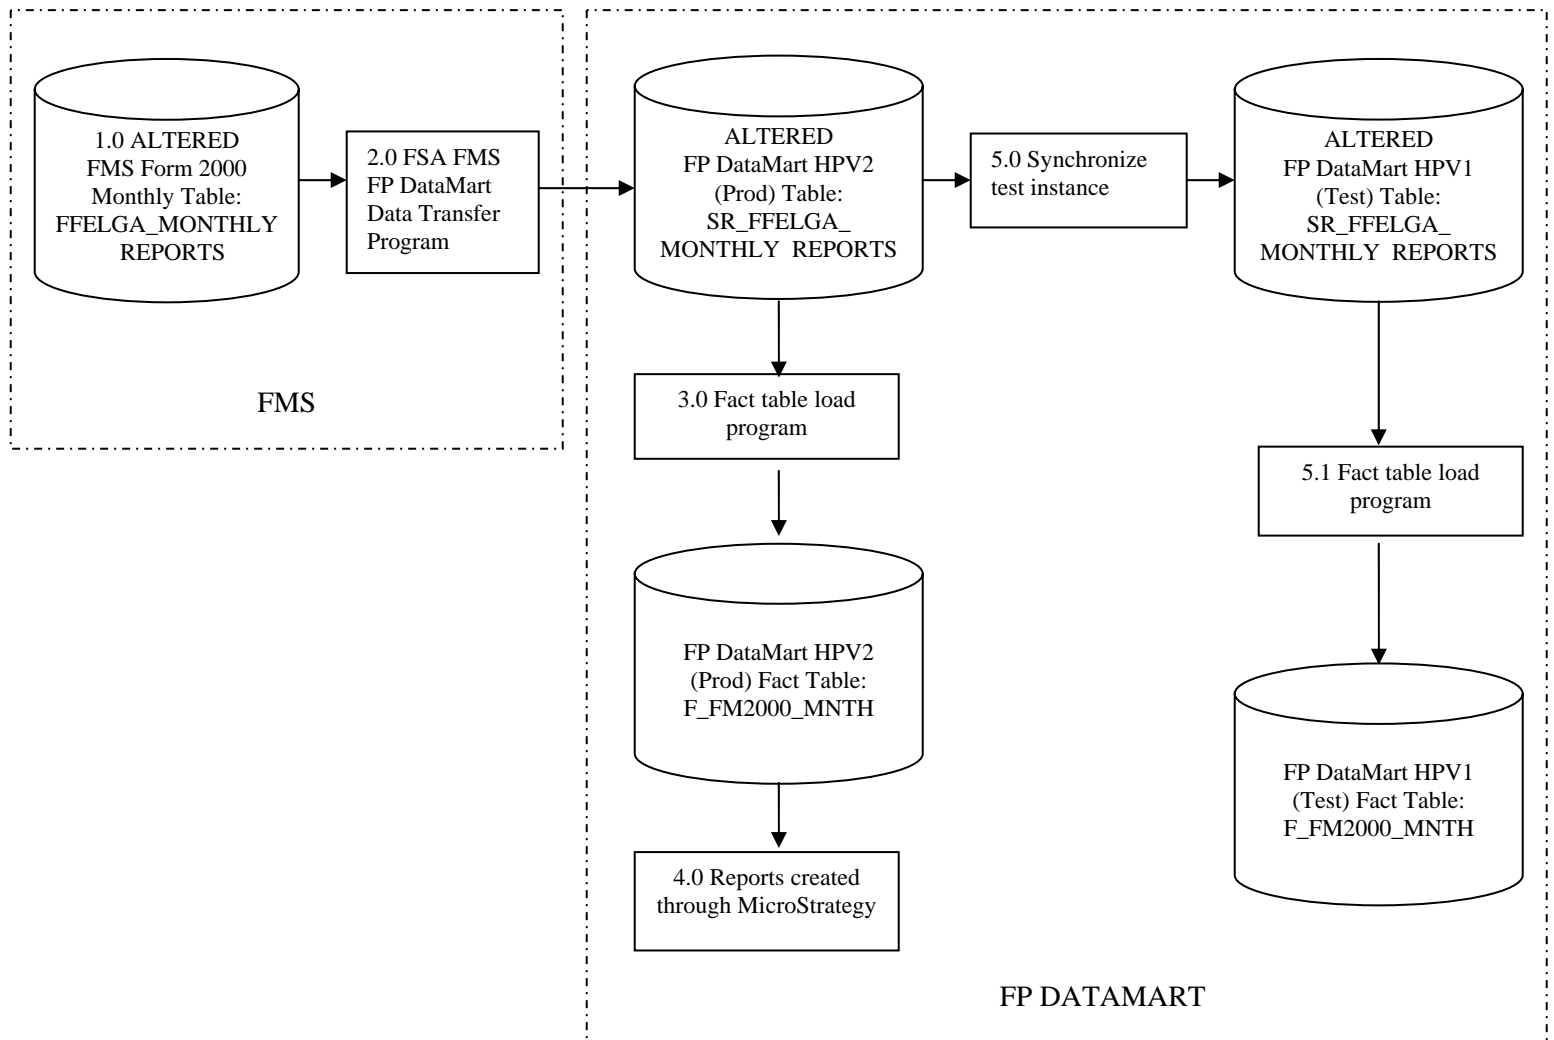 1.0 ALTERED
FMS Form 2000
Monthly Table:
FFELGA_MONTHLY
REPORTS
2.0 FSA FMS
FP DataMart
Data Transfer
Program
FMS
ALTERED
FP DataMart HPV2
(Prod) Table:
SR_FFELGA_
MONTHLY REPORTS
5.0 Synchronize
test instance
ALTERED
FP DataMart HPV1
(Test) Table:
SR_FFELGA_
MONTHLY REPORTS
3.0 Fact table load
program
5.1 Fact table load
program
FP DataMart HPV2
(Prod) Fact Table:
F_FM2000_MNTH
FP DataMart HPV1
(Test) Fact Table:
F_FM2000_MNTH
4.0 Reports created
through MicroStrategy
FP DATAMART